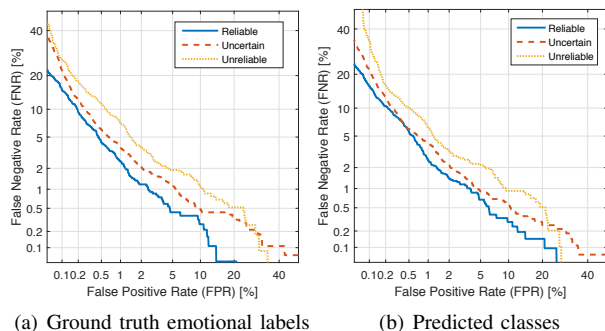 Reliable
Uncertain
Unreliable
False Negative Rate (FNR) [%]
40
20
10
5
2
1
0.5
0.2
0.1
0.10.2 0.5 1 2 5 10 20 40
False Positive Rate (FPR) [%]
(a) Ground truth emotional labels
Reliable
Uncertain
Unreliable
False Negative Rate (FNR) [%]
40
20
10
5
2
1
0.5
0.2
0.1
0.10.2 0.5 1 2 5 10 20 40
False Positive Rate (FPR) [%]
(b) Predicted classes